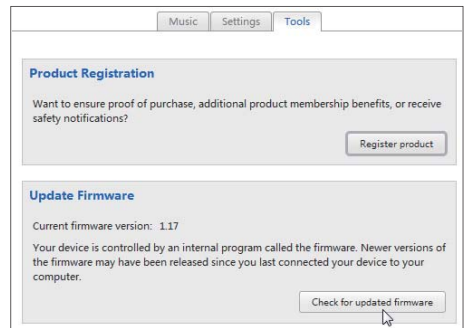 Music Settings Tools
Product Registration
Want to ensure proof of purchase, additional product membership benefits, or receive
safety notifications?
Register product
Update Firmware
Current firmware version: 1.17
Your device is controlled by an internal program called the firmware. Newer versions of
the firmware may have been released since you last connected your device to your
computer.
Check for updated firmware